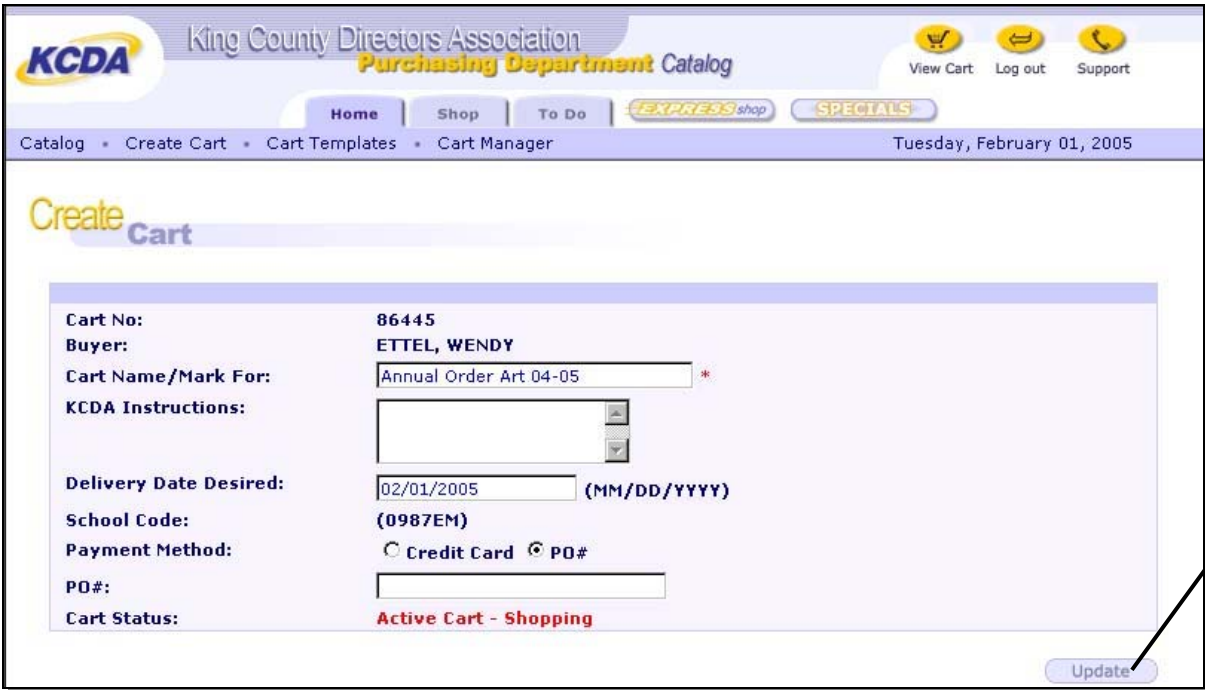 KCDA
King County Directors Association
Purchasing Department Catalog
View Cart Log out Support
Home Shop To Do EXPRESS shop SPECIALS
Catalog Create Cart Cart Templates Cart Manager Tuesday, February 01, 2005
Create Cart
Cart No: 86445
Buyer: ETTEL, WENDY
Cart Name/Mark For: Annual Order Art 04-05 *
KCDA Instructions:
Delivery Date Desired: 02/01/2005 (MM/DD/YYYY)
School Code: (0987EM)
Payment Method: Credit Card PO#
PO#:
Cart Status: Active Cart - Shopping
Update